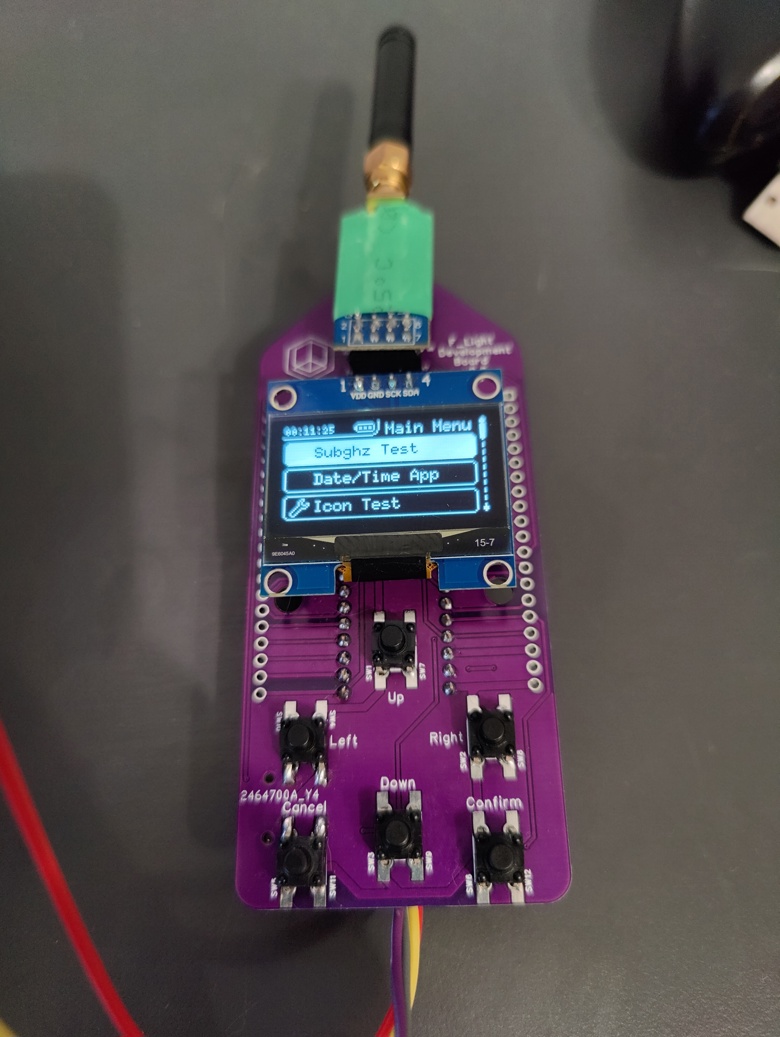 F_Light
Development
Board
1 4
VDD GND SCK SDA
00:11:25 Main Menu
Subghz Test
Date/Time App
Icon Test
15-7
Up
Left
Right
Down
2464700A_Y4
Cancel
Confirm